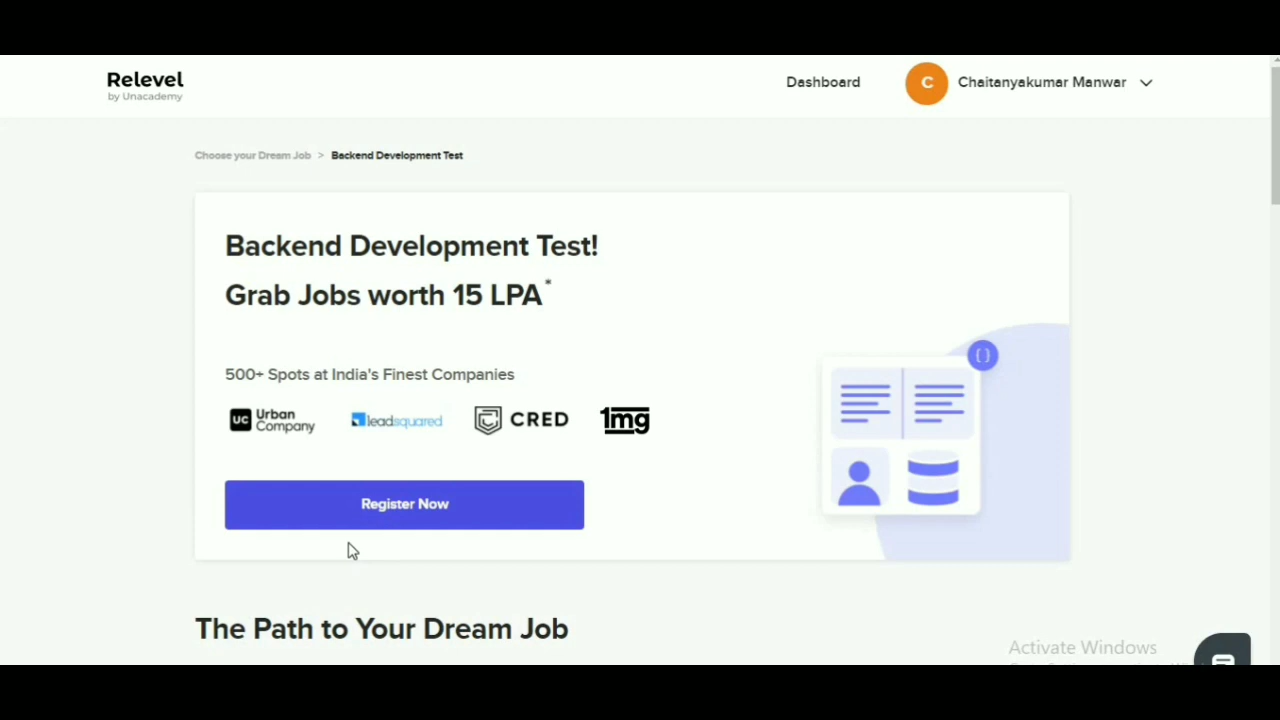 Relevel
by Unacademy
Dashboard
C
Chaitanyakumar Manwar
Choose your Dream Job > Backend Development Test
Backend Development Test!
Grab Jobs worth 15 LPA*
500+ Spots at India's Finest Companies
UC Urban Company
leadsquared
CRED
1mg
Register Now
The Path to Your Dream Job
Activate Windows